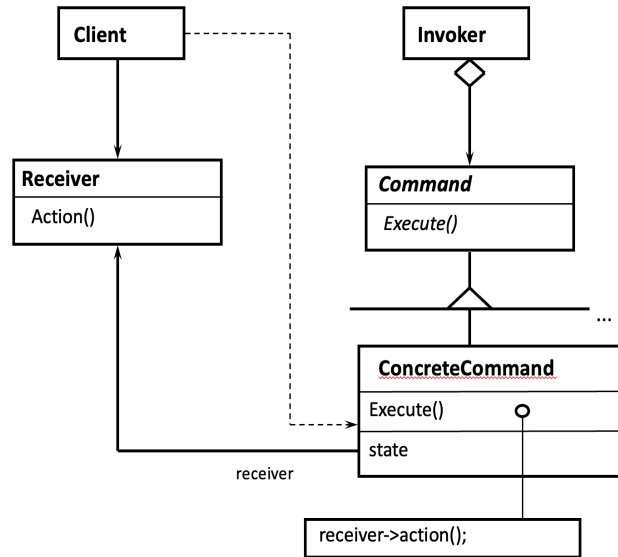 Client
Invoker
Receiver
Action()
Command
Execute()
...
ConcreteCommand
Execute()
state
receiver
receiver->action();